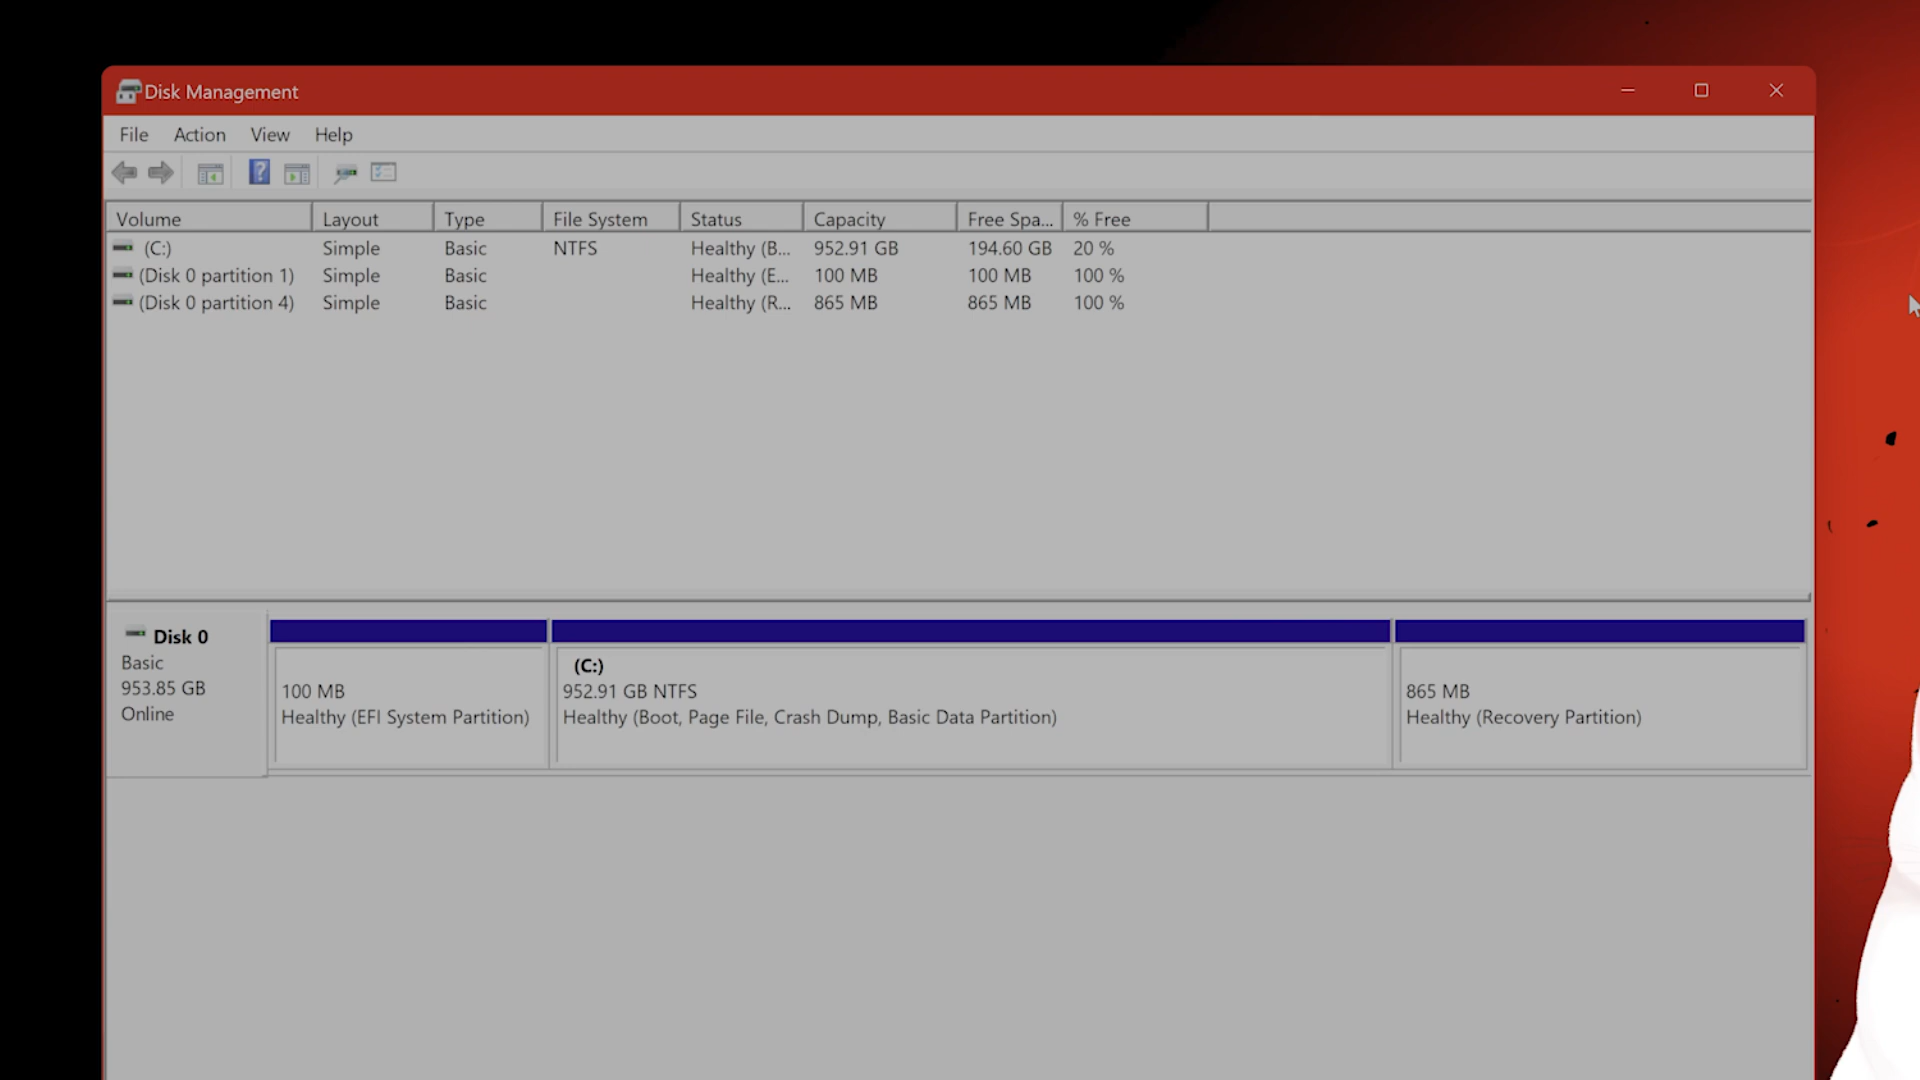 Disk Management
File Action View Help
Volume Layout Type File System Status Capacity Free Spa... % Free
(C:) Simple Basic NTFS Healthy (B... 952.91 GB 194.60 GB 20 %
(Disk 0 partition 1) Simple Basic Healthy (E... 100 MB 100 MB 100 %
(Disk 0 partition 4) Simple Basic Healthy (R... 865 MB 865 MB 100 %
Disk 0
Basic
953.85 GB
Online
100 MB
Healthy (EFI System Partition)
(C:)
952.91 GB NTFS
Healthy (Boot, Page File, Crash Dump, Basic Data Partition)
865 MB
Healthy (Recovery Partition)